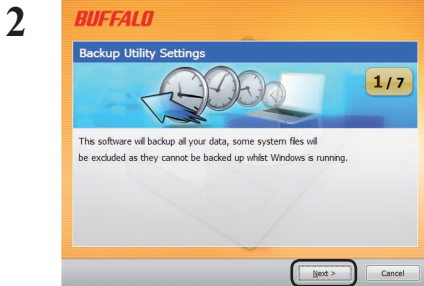 2
BUFFALO
Backup Utility Settings
1/7
This software will backup all your data, some system files will
be excluded as they cannot be backed up whilst Windows is running.
Next >
Cancel